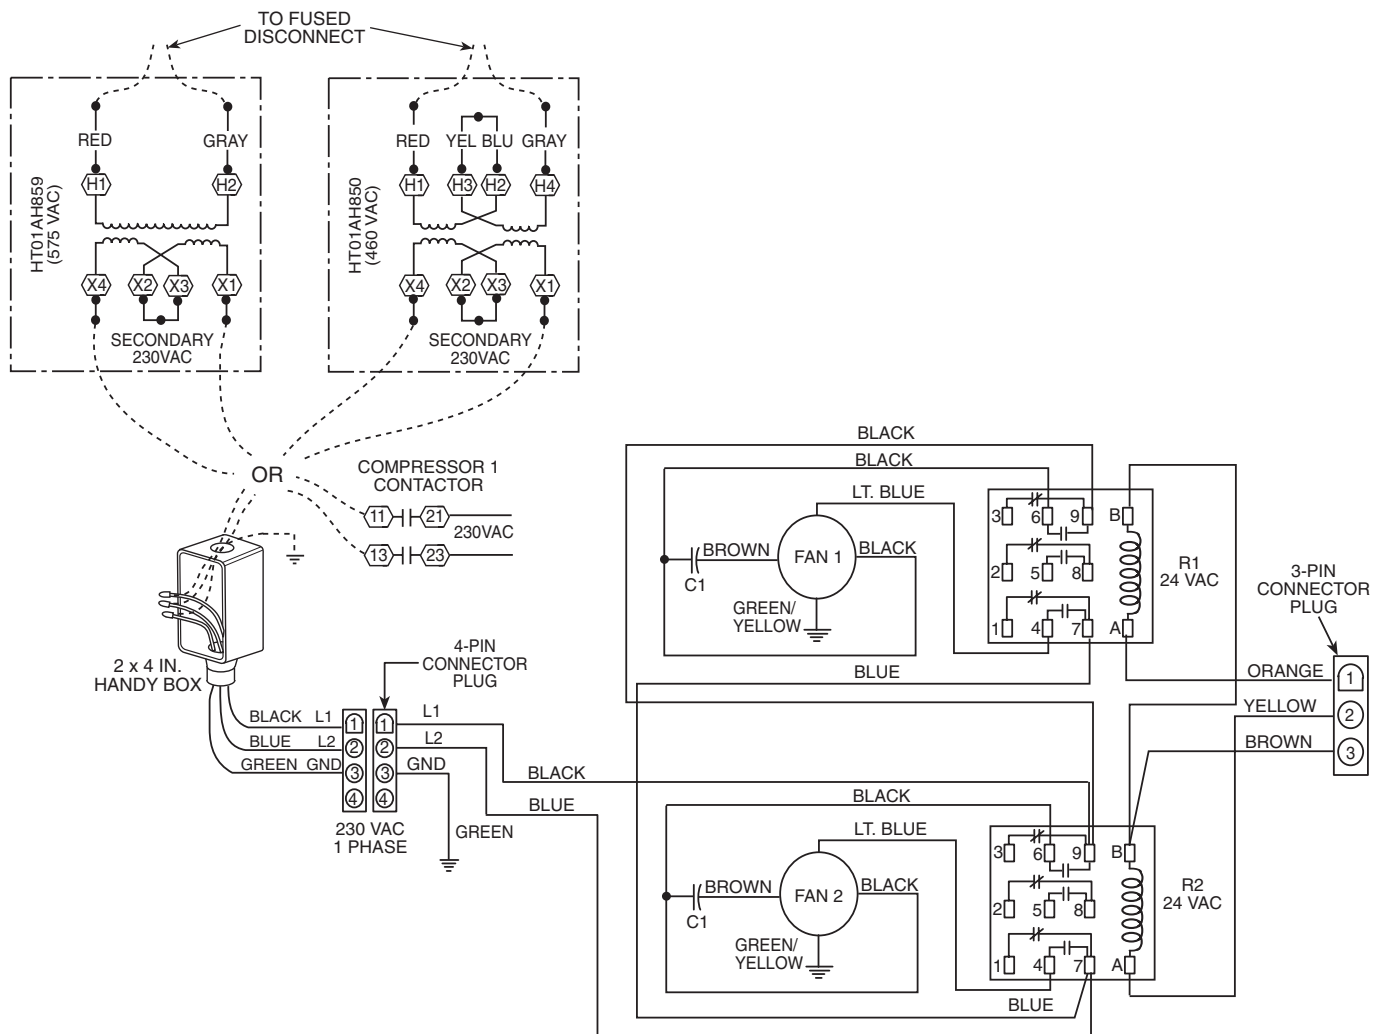 TO FUSED
DISCONNECT
RED
GRAY
H1
H2
HT01AH859
(575 VAC)
X4
X2
X3
X1
SECONDARY
230VAC
RED
YEL
BLU
GRAY
H1
H3
H2
H4
HT01AH850
(460 VAC)
X4
X2
X3
X1
SECONDARY
230VAC
OR
COMPRESSOR 1
CONTACTOR
11
21
230VAC
13
23
2 x 4 IN.
HANDY BOX
4-PIN
CONNECTOR
PLUG
BLACK L1
BLUE L2
GREEN GND
1
2
3
4
1
2
3
4
L1
L2
GND
230 VAC
1 PHASE
GREEN
BLACK
BLUE
BLACK
BLACK
LT. BLUE
BROWN
FAN 1
BLACK
C1
GREEN/
YELLOW
BLUE
3
6
9
B
2
5
8
1
4
7
A
R1
24 VAC
3-PIN
CONNECTOR
PLUG
ORANGE
1
YELLOW
2
BROWN
3
BLACK
LT. BLUE
BROWN
FAN 2
BLACK
C1
GREEN/
YELLOW
BLUE
3
6
9
B
2
5
8
1
4
7
A
R2
24 VAC